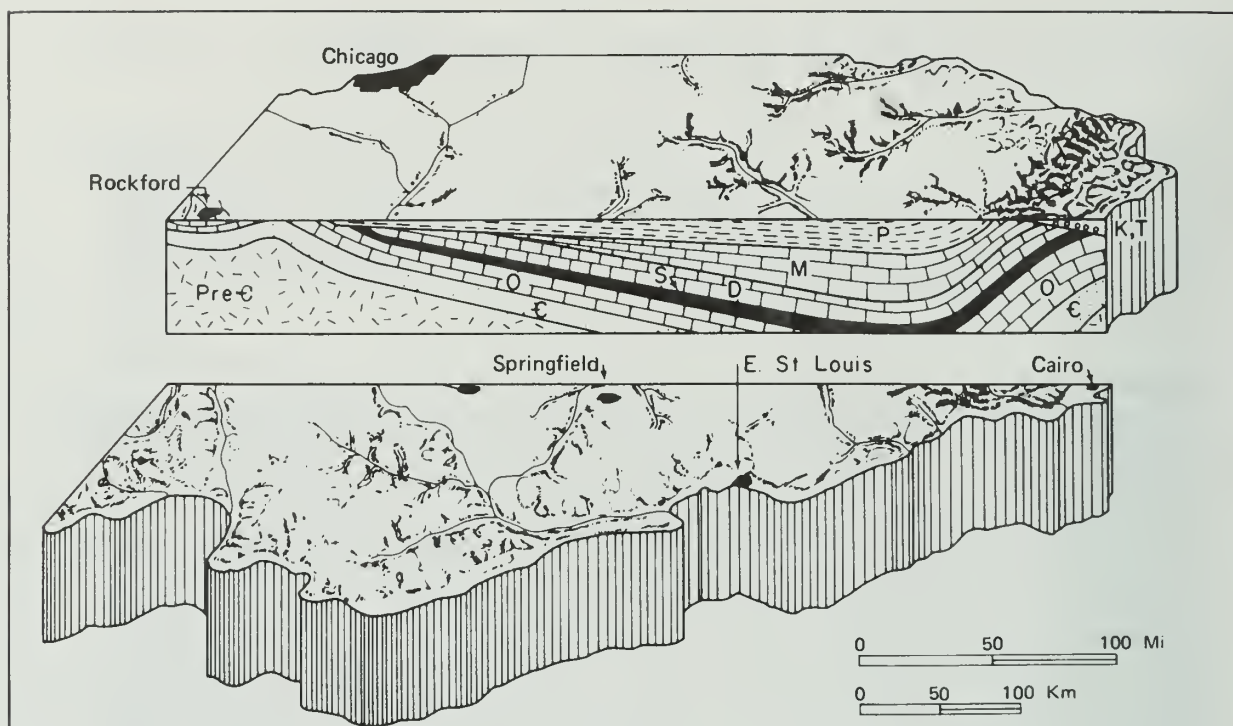 Chicago
Rockford
P
K,T
M
S
O
D
O
Pre-Ꞓ
Ꞓ
Ꞓ
Springfield
E. St Louis
Cairo
0 50 100 Mi
0 50 100 Km